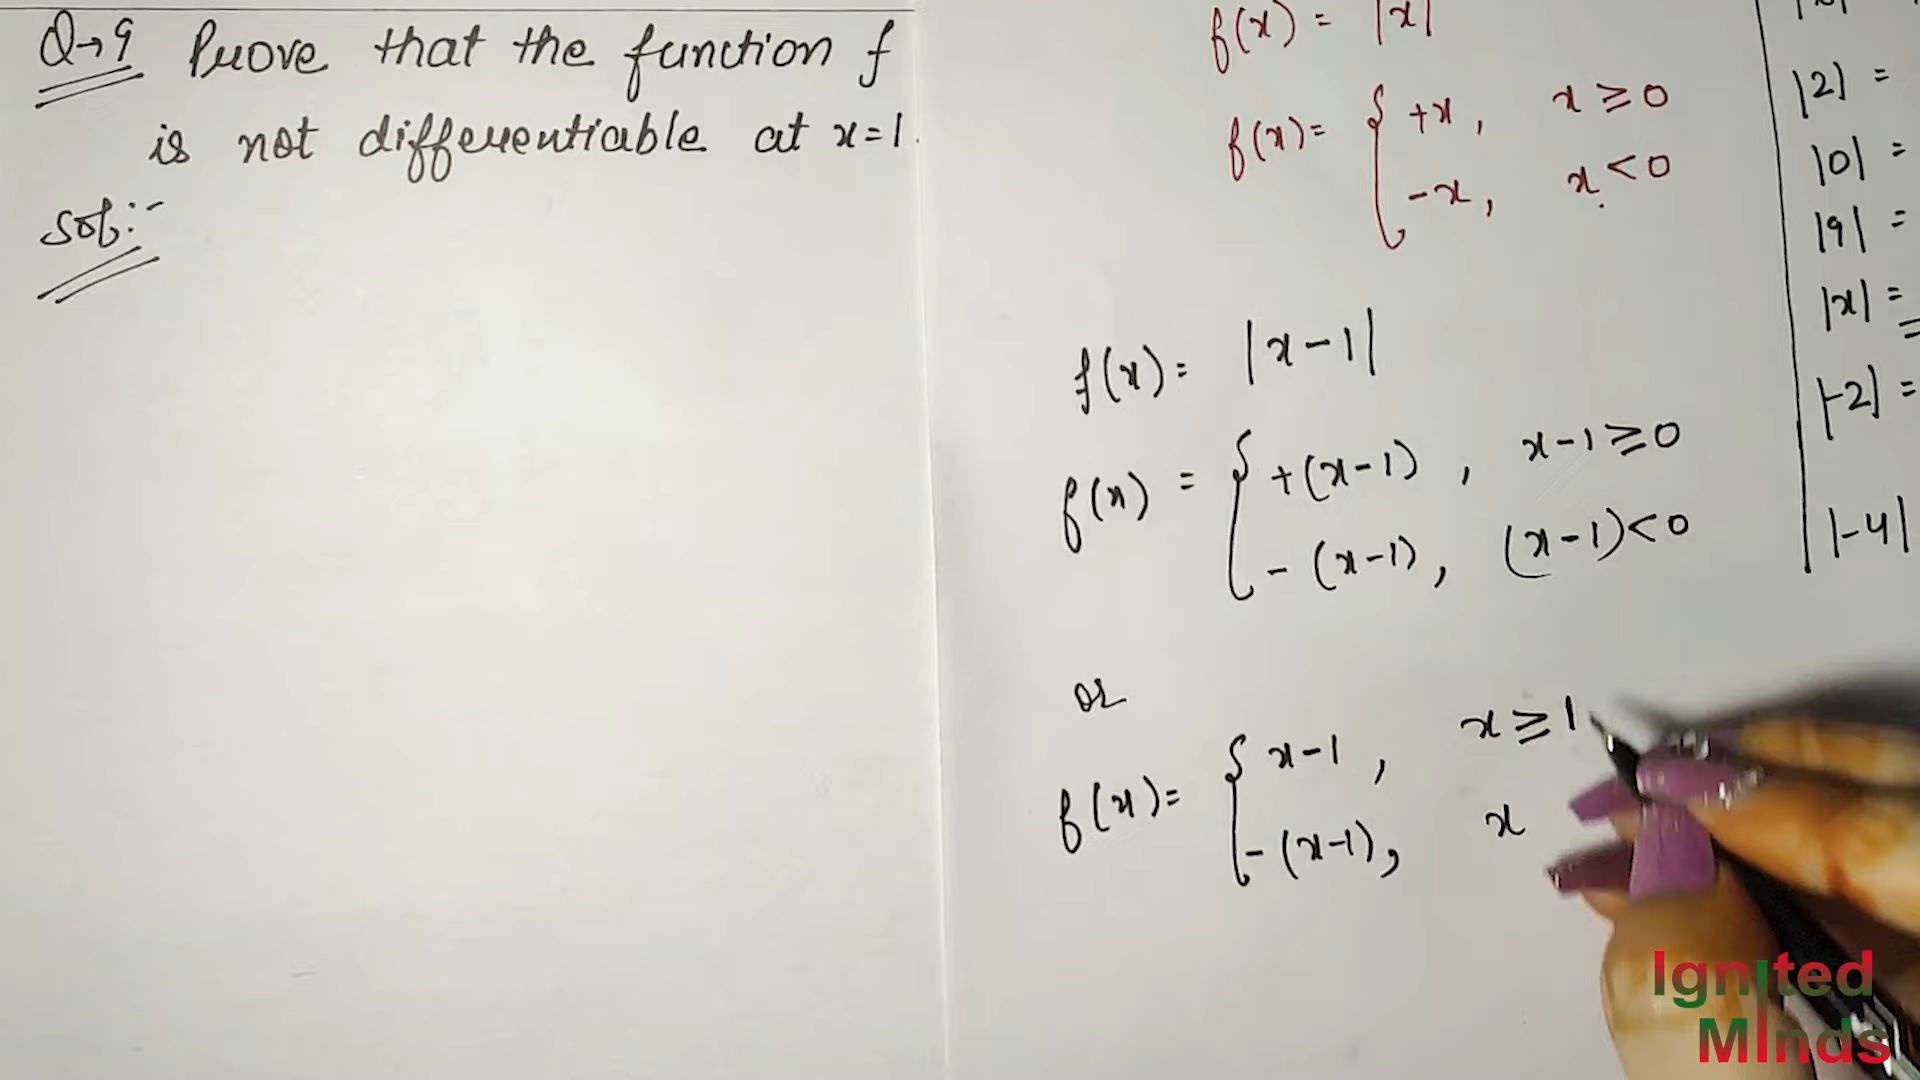 Q→9 Prove that the function f
is not differentiable at x=1.
Sol:-
f(x) = |x|
f(x) = { +x, x ≥ 0
-x, x < 0
f(x) = |x-1|
f(x) = { +(x-1), x-1 ≥ 0
-(x-1), (x-1) < 0
or
f(x) = { x-1, x ≥ 1
-(x-1), x
|2| =
|0| =
|9| =
|x| =
|-2| =
|-4|
Ignited
Minds